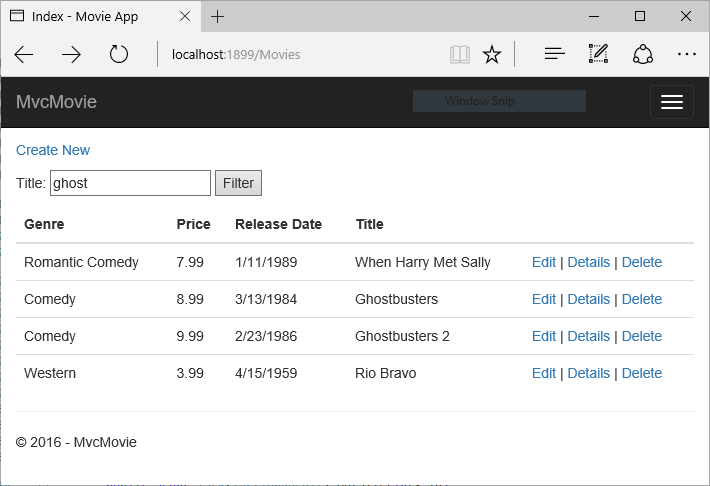 Index - Movie App
localhost:1899/Movies
MvcMovie
Window Snip
Create New
Title: ghost Filter
Genre Price Release Date Title
Romantic Comedy 7.99 1/11/1989 When Harry Met Sally Edit | Details | Delete
Comedy 8.99 3/13/1984 Ghostbusters Edit | Details | Delete
Comedy 9.99 2/23/1986 Ghostbusters 2 Edit | Details | Delete
Western 3.99 4/15/1959 Rio Bravo Edit | Details | Delete
© 2016 - MvcMovie